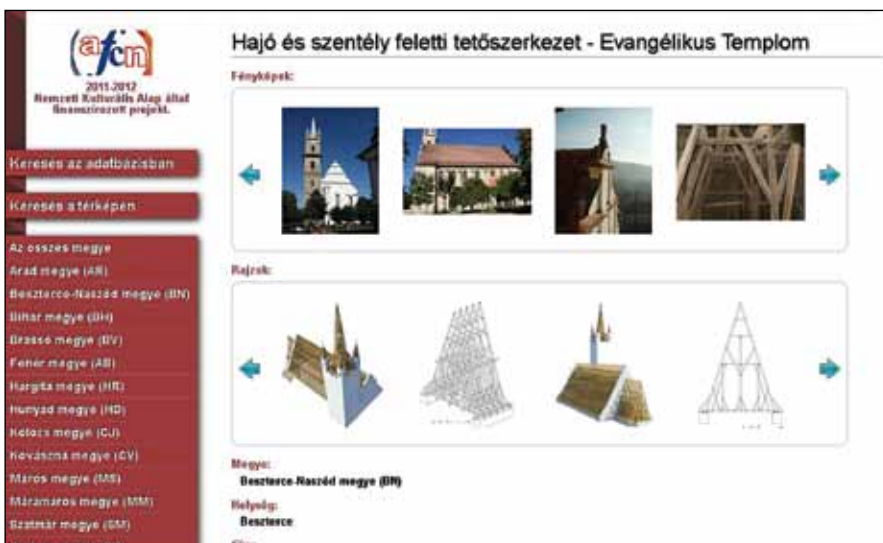 afcn
2011-2012
Nemzeti Kulturális Alap által
finanszírozott projekt.
Keresés az adatbázisban
Keresés a térképen
Az összes megye
Arad megye (AR)
Beszterce-Naszód megye (BN)
Bihar megye (BH)
Brassó megye (BV)
Fehér megye (AB)
Hargita megye (HR)
Hunyad megye (HD)
Kolozs megye (CJ)
Kovászna megye (CV)
Maros megye (MS)
Máramaros megye (MM)
Szatmár megye (SM)
Hajó és szentély feletti tetőszerkezet - Evangélikus Templom
Fényképek:
Rajzok:
Megye:
Beszterce-Naszód megye (BN)
Helység:
Beszterce